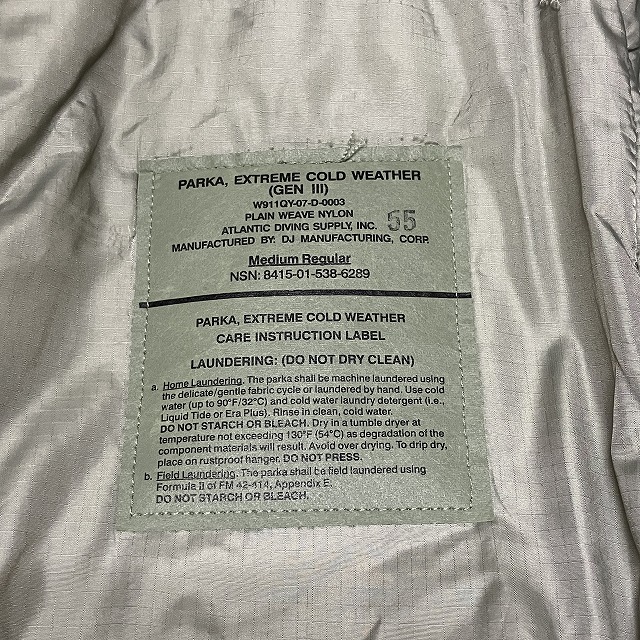 PARKA, EXTREME COLD WEATHER
(GEN III)
W911QY-07-D-0003
PLAIN WEAVE NYLON
ATLANTIC DIVING SUPPLY, INC. 55
MANUFACTURED BY: DJ MANUFACTURING, CORP.
Medium Regular
NSN: 8415-01-538-6289
PARKA, EXTREME COLD WEATHER
CARE INSTRUCTION LABEL
LAUNDERING: (DO NOT DRY CLEAN)
a. Home Laundering. The parka shall be machine laundered using
the delicate/gentle fabric cycle or laundered by hand. Use cold
water (up to 90°F/32°C) and cold water laundry detergent (i.e.,
Liquid Tide or Era Plus). Rinse in clean, cold water.
DO NOT STARCH OR BLEACH. Dry in a tumble dryer at
temperature not exceeding 130°F (54°C) as degradation of the
component materials will result. Avoid over drying. To drip dry,
place on rustproof hanger. DO NOT PRESS.
b. Field Laundering. The parka shall be field laundered using
Formula II of FM 42-414, Appendix E.
DO NOT STARCH OR BLEACH.